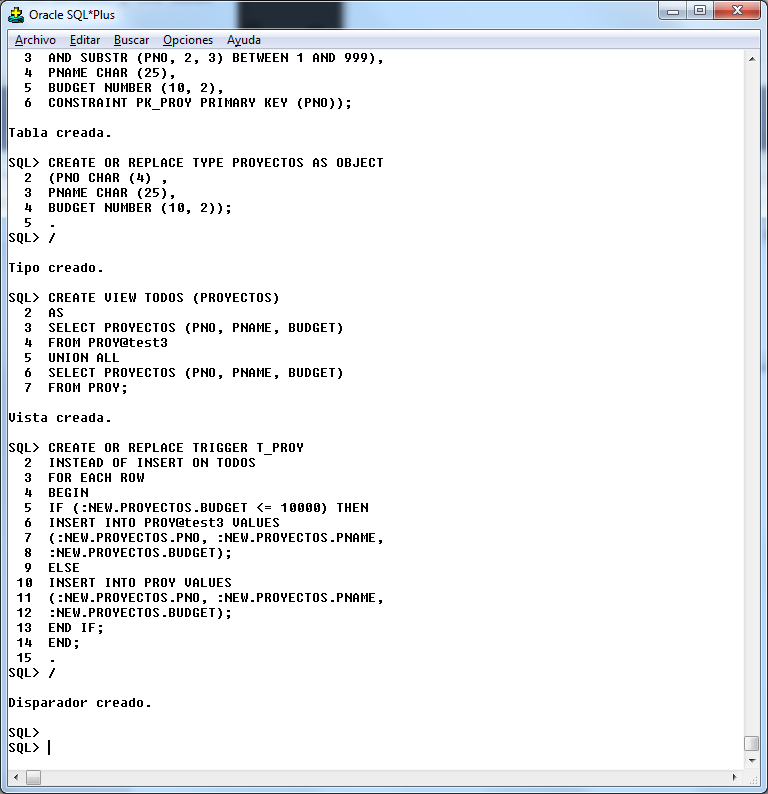 Oracle SQL*Plus
Archivo Editar Buscar Opciones Ayuda
3 AND SUBSTR (PNO, 2, 3) BETWEEN 1 AND 999),
4 PNAME CHAR (25),
5 BUDGET NUMBER (10, 2),
6 CONSTRAINT PK_PROY PRIMARY KEY (PNO));
Tabla creada.
SQL> CREATE OR REPLACE TYPE PROYECTOS AS OBJECT
2 (PNO CHAR (4) ,
3 PNAME CHAR (25),
4 BUDGET NUMBER (10, 2));
5 .
SQL> /
Tipo creado.
SQL> CREATE VIEW TODOS (PROYECTOS)
2 AS
3 SELECT PROYECTOS (PNO, PNAME, BUDGET)
4 FROM PROY@test3
5 UNION ALL
6 SELECT PROYECTOS (PNO, PNAME, BUDGET)
7 FROM PROY;
Vista creada.
SQL> CREATE OR REPLACE TRIGGER T_PROY
2 INSTEAD OF INSERT ON TODOS
3 FOR EACH ROW
4 BEGIN
5 IF (:NEW.PROYECTOS.BUDGET <= 10000) THEN
6 INSERT INTO PROY@test3 VALUES
7 (:NEW.PROYECTOS.PNO, :NEW.PROYECTOS.PNAME,
8 :NEW.PROYECTOS.BUDGET);
9 ELSE
10 INSERT INTO PROY VALUES
11 (:NEW.PROYECTOS.PNO, :NEW.PROYECTOS.PNAME,
12 :NEW.PROYECTOS.BUDGET);
13 END IF;
14 END;
15 .
SQL> /
Disparador creado.
SQL>
SQL>